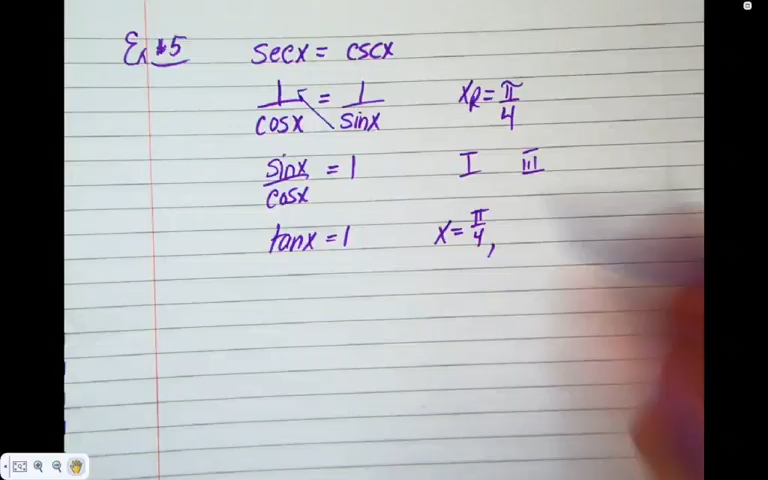 Ex #5 secx = cscx
1/cosx = 1/sinx xR = π/4
sinx/cosx = 1 I III
tanx = 1 x = π/4,